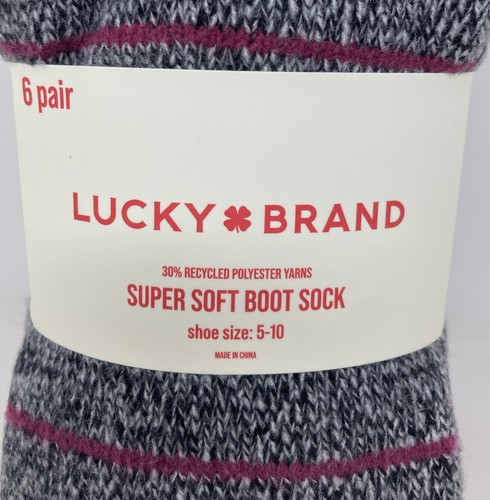 6 pair
LUCKY BRAND
30% RECYCLED POLYESTER YARNS
SUPER SOFT BOOT SOCK
shoe size: 5-10
MADE IN CHINA